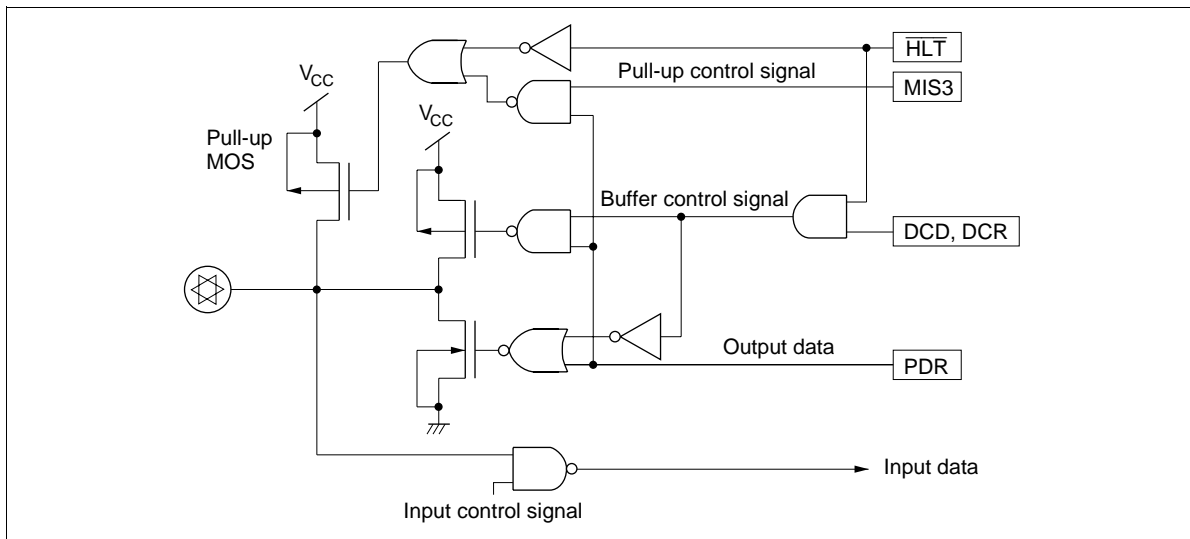 HLT
Pull-up control signal
MIS3
VCC
VCC
Pull-up
MOS
Buffer control signal
DCD, DCR
Output data
PDR
Input data
Input control signal